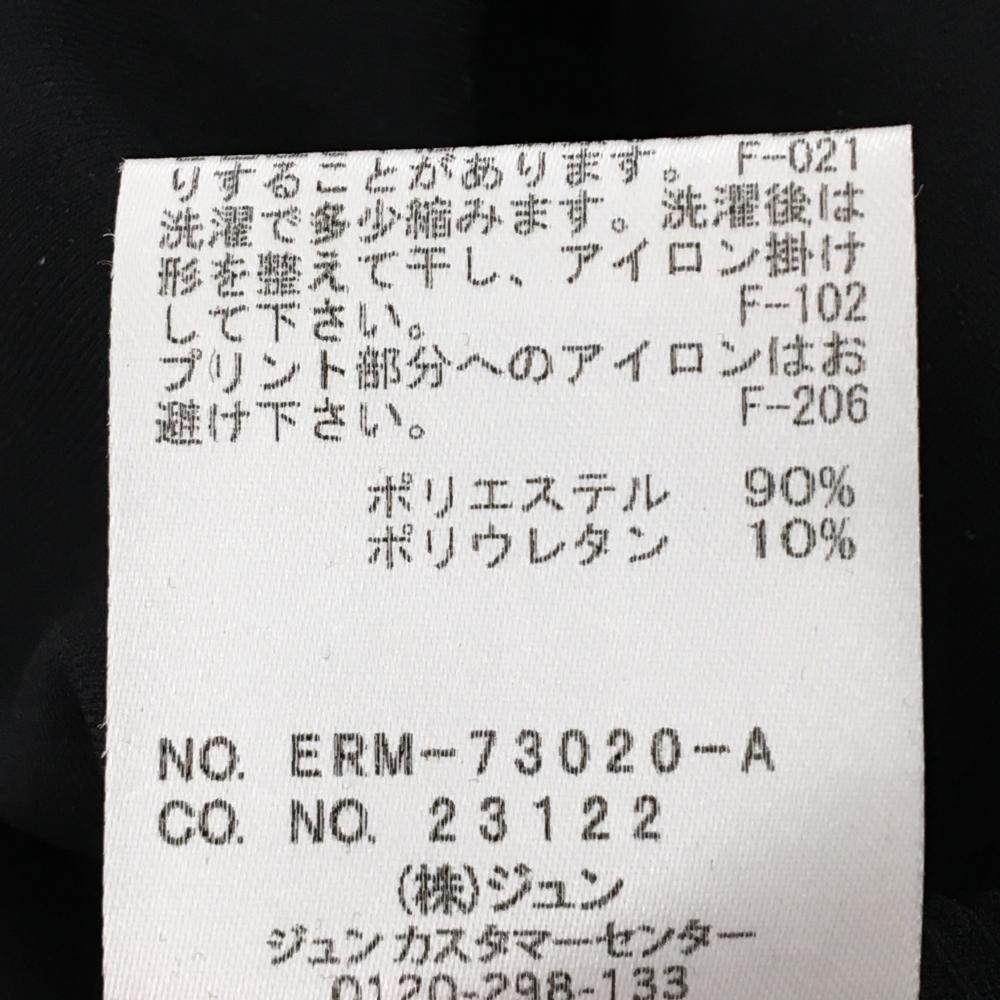 りすることがあります。 F-021
洗濯で多少縮みます。洗濯後は
形を整えて干し、アイロン掛け
して下さい。 F-102
プリント部分へのアイロンはお
避け下さい。 F-206
ポリエステル 90%
ポリウレタン 10%
NO. ERM-73020-A
CO. NO. 23122
(株)ジュン
ジュンカスタマーセンター
0120-298-133